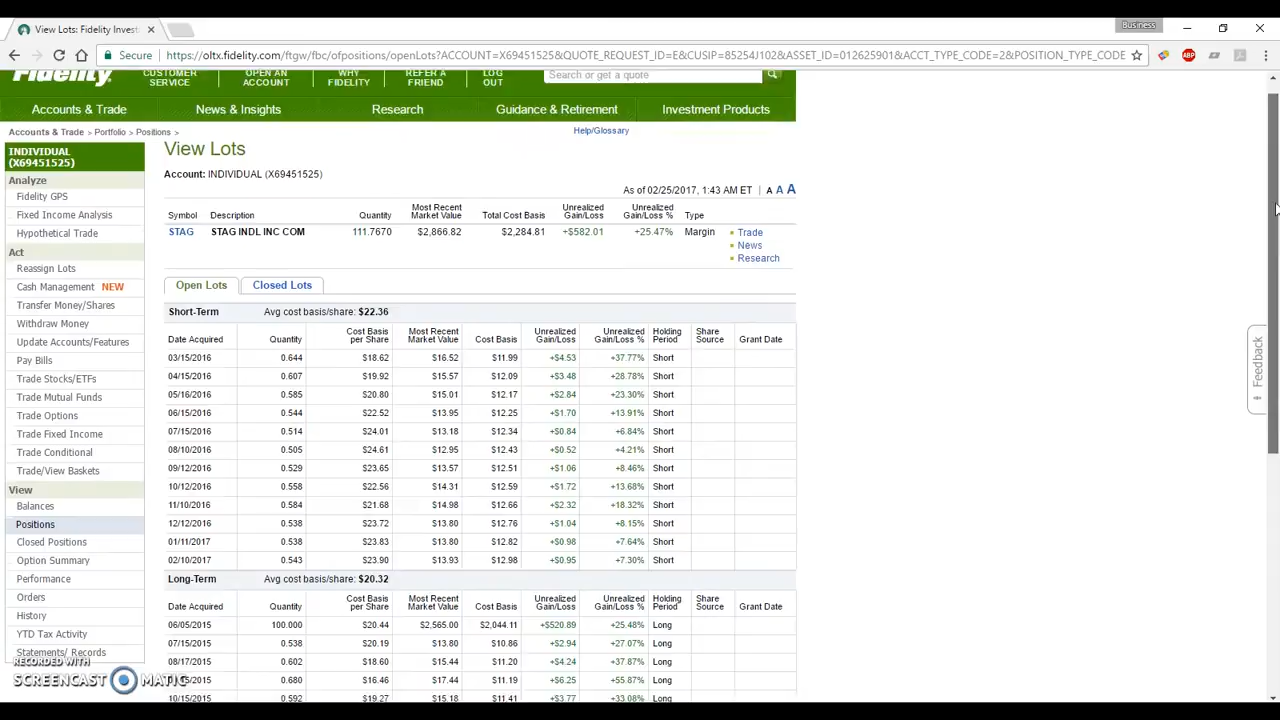 View Lots: Fidelity Invest
Business
Secure https://oltx.fidelity.com/ftgw/fbc/ofpositions/openLots?ACCOUNT=X69451525&QUOTE_REQUEST_ID=E&CUSIP=85254J102&ASSET_ID=012625901&ACCT_TYPE_CODE=2&POSITION_TYPE_CODE
Fidelity. CUSTOMER SERVICE OPEN AN ACCOUNT WHY FIDELITY REFER A FRIEND LOG OUT Search or get a quote
Accounts & Trade News & Insights Research Guidance & Retirement Investment Products
Accounts & Trade > Portfolio > Positions > Help/Glossary
INDIVIDUAL (X69451525)
Analyze
Fidelity GPS
Fixed Income Analysis
Hypothetical Trade
Act
Reassign Lots
Cash Management NEW
Transfer Money/Shares
Withdraw Money
Update Accounts/Features
Pay Bills
Trade Stocks/ETFs
Trade Mutual Funds
Trade Options
Trade Fixed Income
Trade Conditional
Trade/View Baskets
View
Balances
Positions
Closed Positions
Option Summary
Performance
Orders
History
YTD Tax Activity
Statements/ Records
View Lots
Account: INDIVIDUAL (X69451525)
As of 02/25/2017, 1:43 AM ET | A A A
Symbol Description Quantity Most Recent Market Value Total Cost Basis Unrealized Gain/Loss Unrealized Gain/Loss % Type
STAG STAG INDL INC COM 111.7670 $2,866.82 $2,284.81 +$582.01 +25.47% Margin Trade
News
Research
Open Lots Closed Lots
Short-Term Avg cost basis/share: $22.36
Date Acquired Quantity Cost Basis per Share Most Recent Market Value Cost Basis Unrealized Gain/Loss Unrealized Gain/Loss % Holding Period Share Source Grant Date
03/15/2016 0.644 $18.62 $16.52 $11.99 +$4.53 +37.77% Short
04/15/2016 0.607 $19.92 $15.57 $12.09 +$3.48 +28.78% Short
05/16/2016 0.585 $20.80 $15.01 $12.17 +$2.84 +23.30% Short
06/15/2016 0.544 $22.52 $13.95 $12.25 +$1.70 +13.91% Short
07/15/2016 0.514 $24.01 $13.18 $12.34 +$0.84 +6.84% Short
08/10/2016 0.505 $24.61 $12.95 $12.43 +$0.52 +4.21% Short
09/12/2016 0.529 $23.65 $13.57 $12.51 +$1.06 +8.46% Short
10/12/2016 0.558 $22.56 $14.31 $12.59 +$1.72 +13.68% Short
11/10/2016 0.584 $21.68 $14.98 $12.66 +$2.32 +18.32% Short
12/12/2016 0.538 $23.72 $13.80 $12.76 +$1.04 +8.15% Short
01/11/2017 0.538 $23.83 $13.80 $12.82 +$0.98 +7.64% Short
02/10/2017 0.543 $23.90 $13.93 $12.98 +$0.95 +7.30% Short
Long-Term Avg cost basis/share: $20.32
Date Acquired Quantity Cost Basis per Share Most Recent Market Value Cost Basis Unrealized Gain/Loss Unrealized Gain/Loss % Holding Period Share Source Grant Date
06/05/2015 100.000 $20.44 $2,565.00 $2,044.11 +$520.89 +25.48% Long
07/15/2015 0.538 $20.19 $13.80 $10.86 +$2.94 +27.07% Long
08/17/2015 0.602 $18.60 $15.44 $11.20 +$4.24 +37.87% Long
0.680 $16.46 $17.44 $11.19 +$6.25 +55.87% Long
10/15/2015 0.592 $19.27 $15.18 $11.41 +$3.77 +33.08% Long
Feedback
RECORDED WITH
SCREENCAST MATIC
ABP